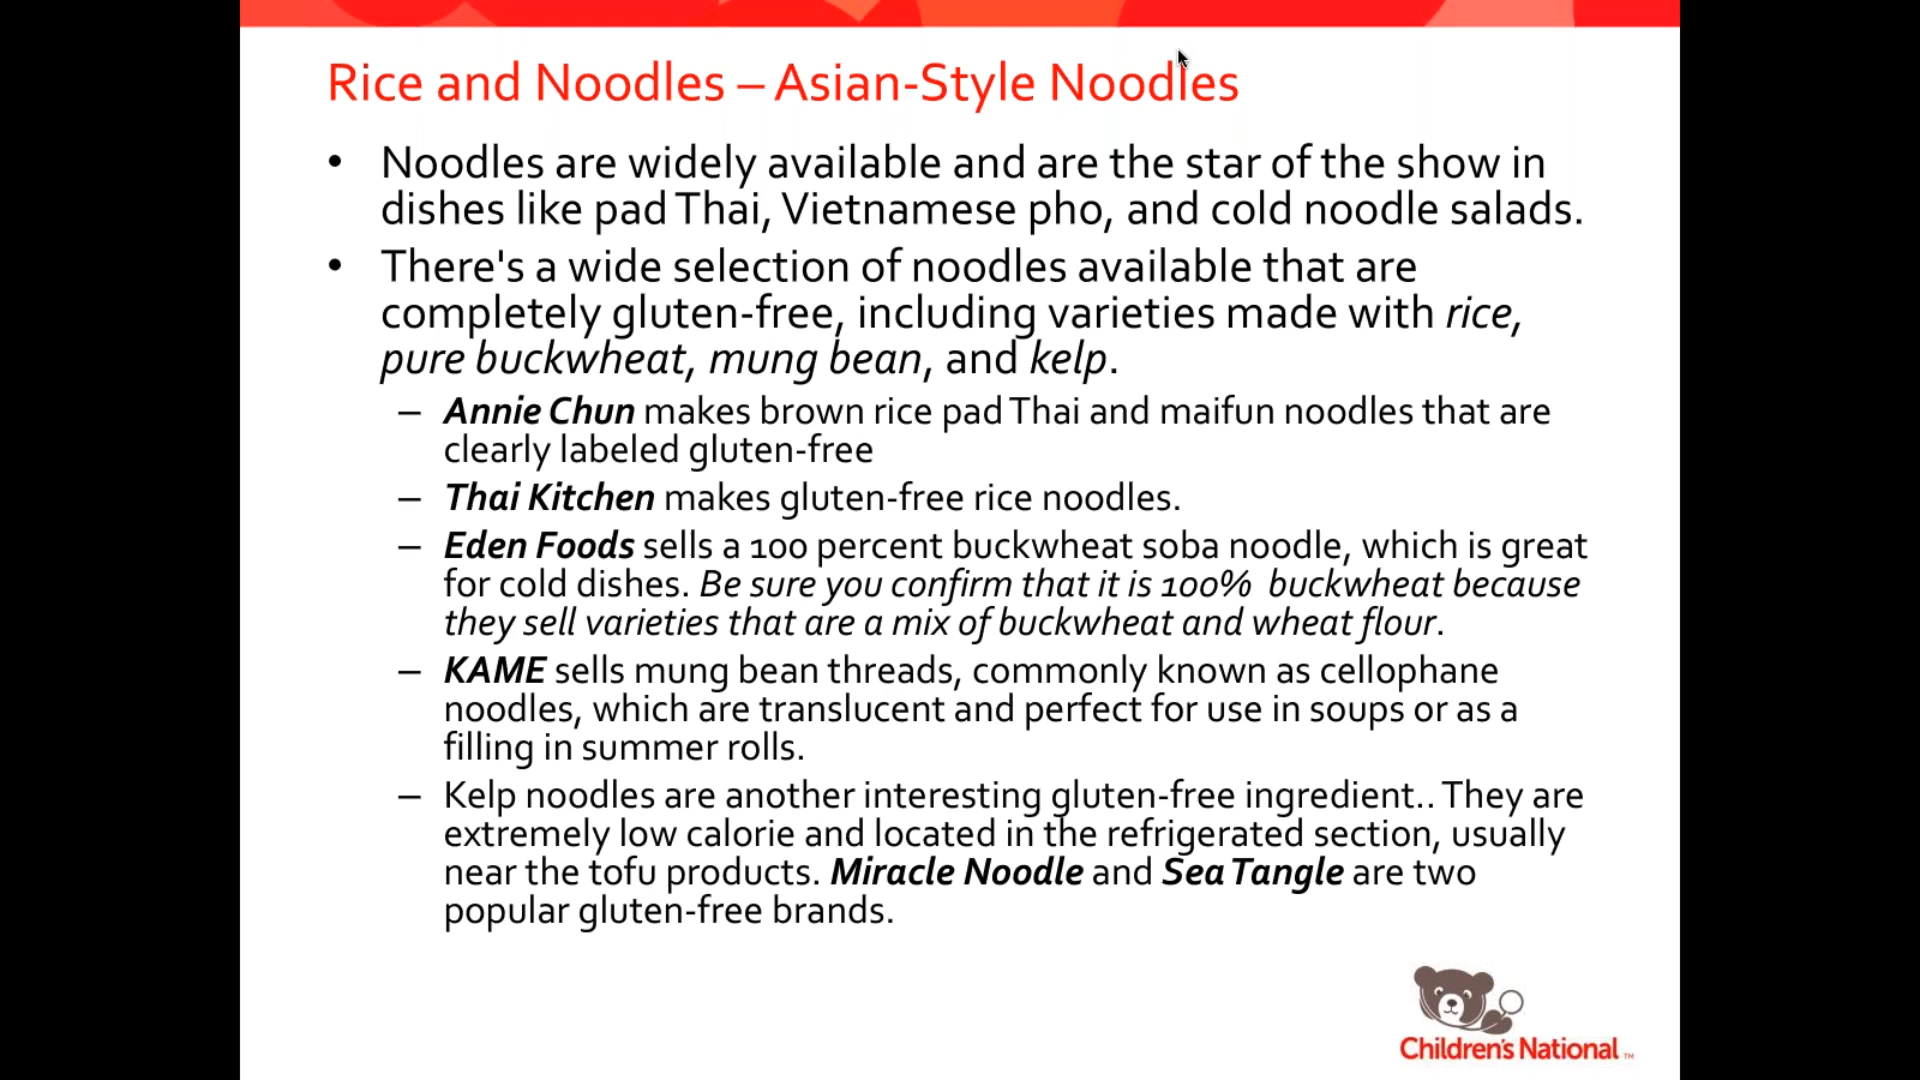 Rice and Noodles – Asian-Style Noodles
• Noodles are widely available and are the star of the show in
dishes like pad Thai, Vietnamese pho, and cold noodle salads.
• There's a wide selection of noodles available that are
completely gluten-free, including varieties made with rice,
pure buckwheat, mung bean, and kelp.
– Annie Chun makes brown rice pad Thai and maifun noodles that are
clearly labeled gluten-free
– Thai Kitchen makes gluten-free rice noodles.
– Eden Foods sells a 100 percent buckwheat soba noodle, which is great
for cold dishes. Be sure you confirm that it is 100% buckwheat because
they sell varieties that are a mix of buckwheat and wheat flour.
– KAME sells mung bean threads, commonly known as cellophane
noodles, which are translucent and perfect for use in soups or as a
filling in summer rolls.
– Kelp noodles are another interesting gluten-free ingredient.. They are
extremely low calorie and located in the refrigerated section, usually
near the tofu products. Miracle Noodle and Sea Tangle are two
popular gluten-free brands.
Children's National ™